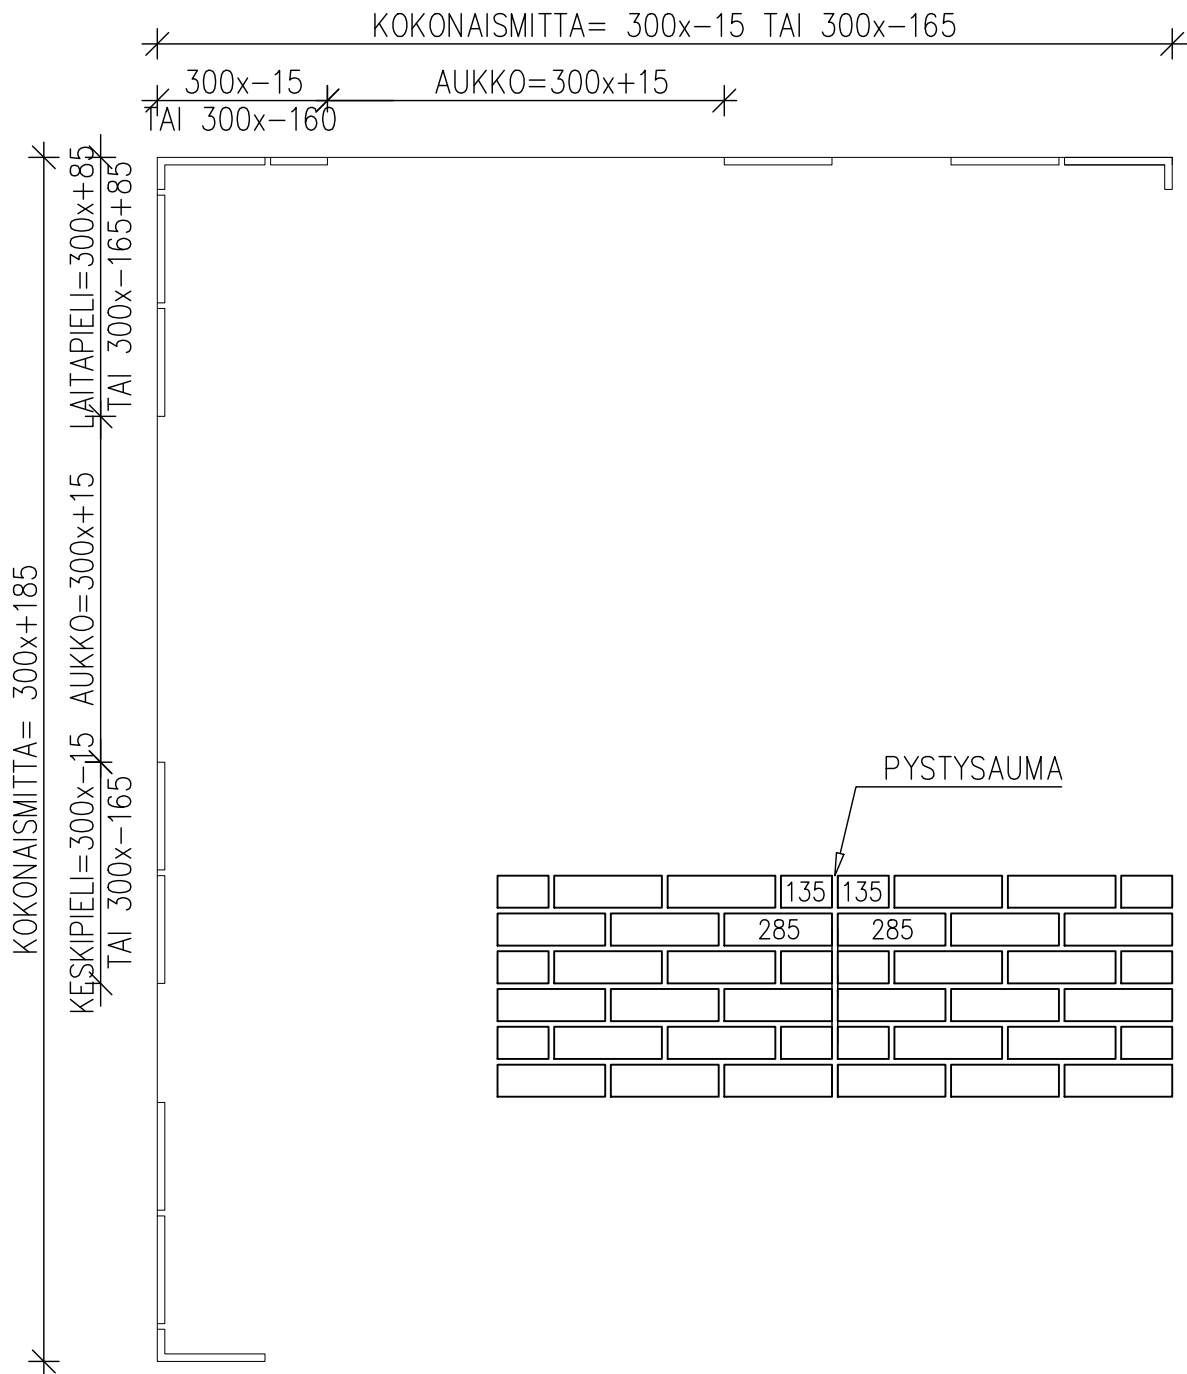 KOKONAISMITTA= 300x-15 TAI 300x-165
300x-15
TAI 300x-160
AUKKO=300x+15
LAITAPIELI=300x+85
TAI 300x-165+85
AUKKO=300x+15
KESKIPIELI=300x-15
TAI 300x-165
KOKONAISMITTA= 300x+185
PYSTYSAUMA
135 135
285 285